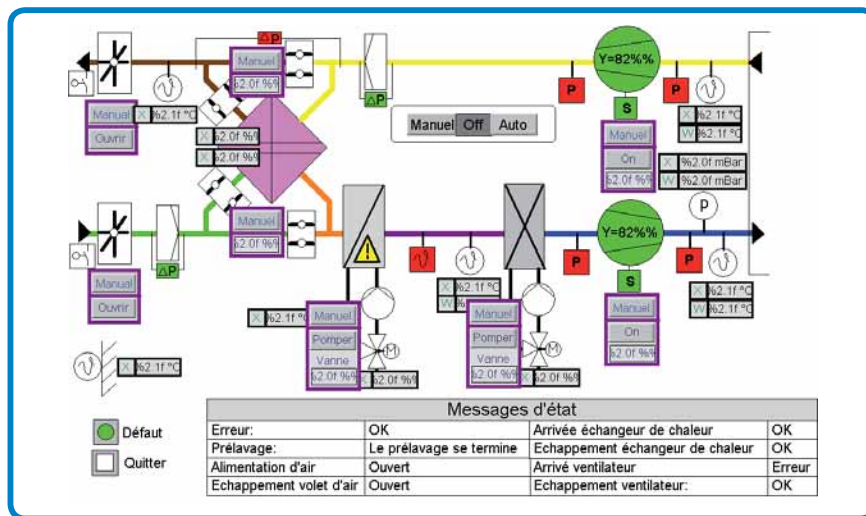 ΔP
Manuel
%2.0f %%
Y=82%%
P
P
S
Manual
Ouvrir
X %2.1f °C
X %2.0f %%
X %2.0f %%
ΔP
Manuel Off Auto
X %2.1f °C
W %2.1f °C
Manuel
On
%2.0f %%
X %2.0f mBar
W %2.0f mBar
P
Manuel
%2.0f %%
ΔP
Y=82%%
P
P
P
S
Manuel
Ouvrir
X %2.1f °C
X %2.1f °C
W %
X %2.1f °C
W %2.1f °C
Manuel
Pomper
Vanne
%2.0f %%
M
X %2.0f %%
Manuel
Pomper
Vanne
%2.0f %%
M
X %2.0f %%
Manuel
On
%2.0f %%
X %2.1f °C
Défaut
Quitter
Messages d'état
Erreur: OK Arrivée échangeur de chaleur OK
Prélavage: Le prélavage se termine Echappement échangeur de chaleur OK
Alimentation d'air Ouvert Arrivé ventilateur Erreur
Echappement volet d'air Ouvert Echappement ventilateur: OK